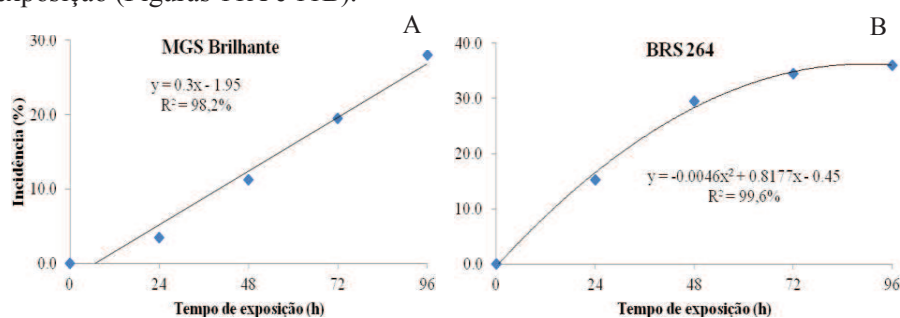 exposição (Figuras 11A e 11B).
A
MGS Brilhante
y = 0.3x - 1.95
R² = 98,2%
Incidência (%)
30.0
20.0
10.0
0.0
0 24 48 72 96
Tempo de exposição (h)
B
BRS 264
y = -0.0046x² + 0.8177x - 0.45
R² = 99,6%
40.0
30.0
20.0
10.0
0.0
0 24 48 72 96
Tempo de exposição (h)